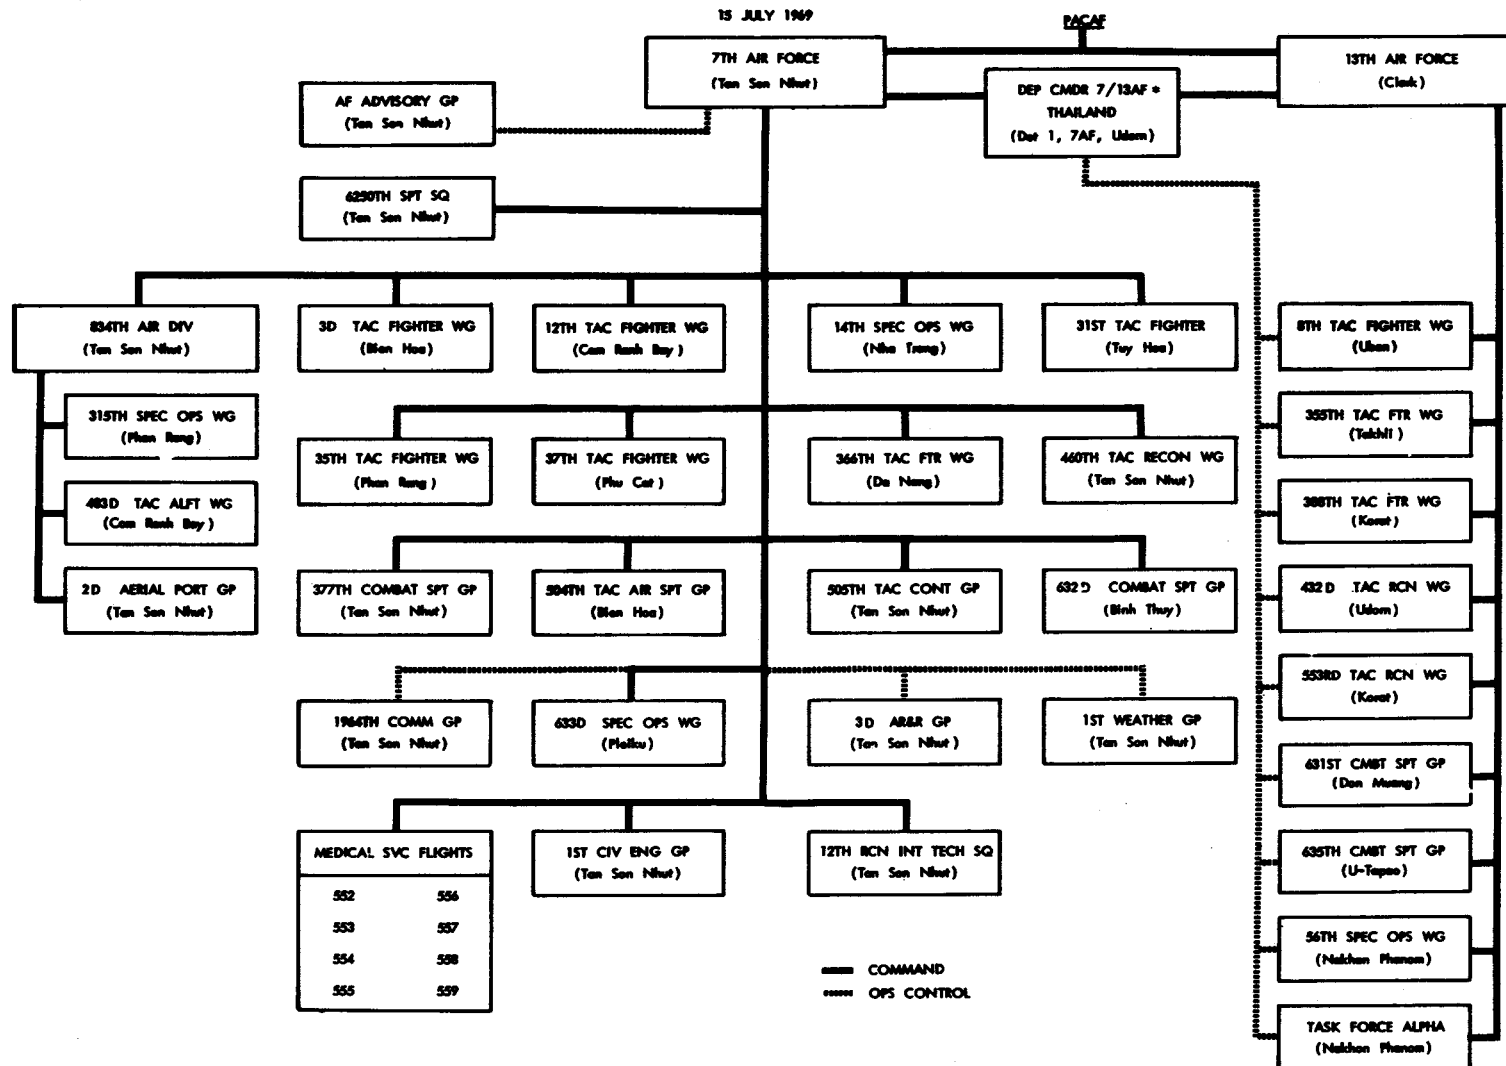 15 JULY 1969
PACAF
7TH AIR FORCE
(Tan Son Nhut)
13TH AIR FORCE
(Clark)
DEP CMDR 7/13AF *
THAILAND
(Det 1, 7AF, Udorn)
AF ADVISORY GP
(Tan Son Nhut)
6250TH SPT SQ
(Tan Son Nhut)
834TH AIR DIV
(Tan Son Nhut)
3D TAC FIGHTER WG
(Bien Hoa)
12TH TAC FIGHTER WG
(Cam Ranh Bay)
14TH SPEC OPS WG
(Nha Trang)
31ST TAC FIGHTER
(Tuy Hoa)
315TH SPEC OPS WG
(Phan Rang)
483D TAC ALFT WG
(Cam Ranh Bay)
2D AERIAL PORT GP
(Tan Son Nhut)
35TH TAC FIGHTER WG
(Phan Rang)
37TH TAC FIGHTER WG
(Phu Cat)
366TH TAC FTR WG
(Da Nang)
460TH TAC RECON WG
(Tan Son Nhut)
377TH COMBAT SPT GP
(Tan Son Nhut)
504TH TAC AIR SPT GP
(Bien Hoa)
505TH TAC CONT GP
(Tan Son Nhut)
632D COMBAT SPT GP
(Binh Thuy)
1964TH COMM GP
(Tan Son Nhut)
633D SPEC OPS WG
(Pleiku)
3D AR&R GP
(Tan Son Nhut)
1ST WEATHER GP
(Tan Son Nhut)
MEDICAL SVC FLIGHTS
552 556
553 557
554 558
555 559
1ST CIV ENG GP
(Tan Son Nhut)
12TH RCN INT TECH SQ
(Tan Son Nhut)
8TH TAC FIGHTER WG
(Ubon)
355TH TAC FTR WG
(Takhli)
388TH TAC FTR WG
(Korat)
432D TAC RCN WG
(Udorn)
553RD TAC RCN WG
(Korat)
631ST CMBT SPT GP
(Don Muang)
635TH CMBT SPT GP
(U-Tapao)
56TH SPEC OPS WG
(Nakhon Phanom)
TASK FORCE ALPHA
(Nakhon Phanom)
COMMAND
OPS CONTROL